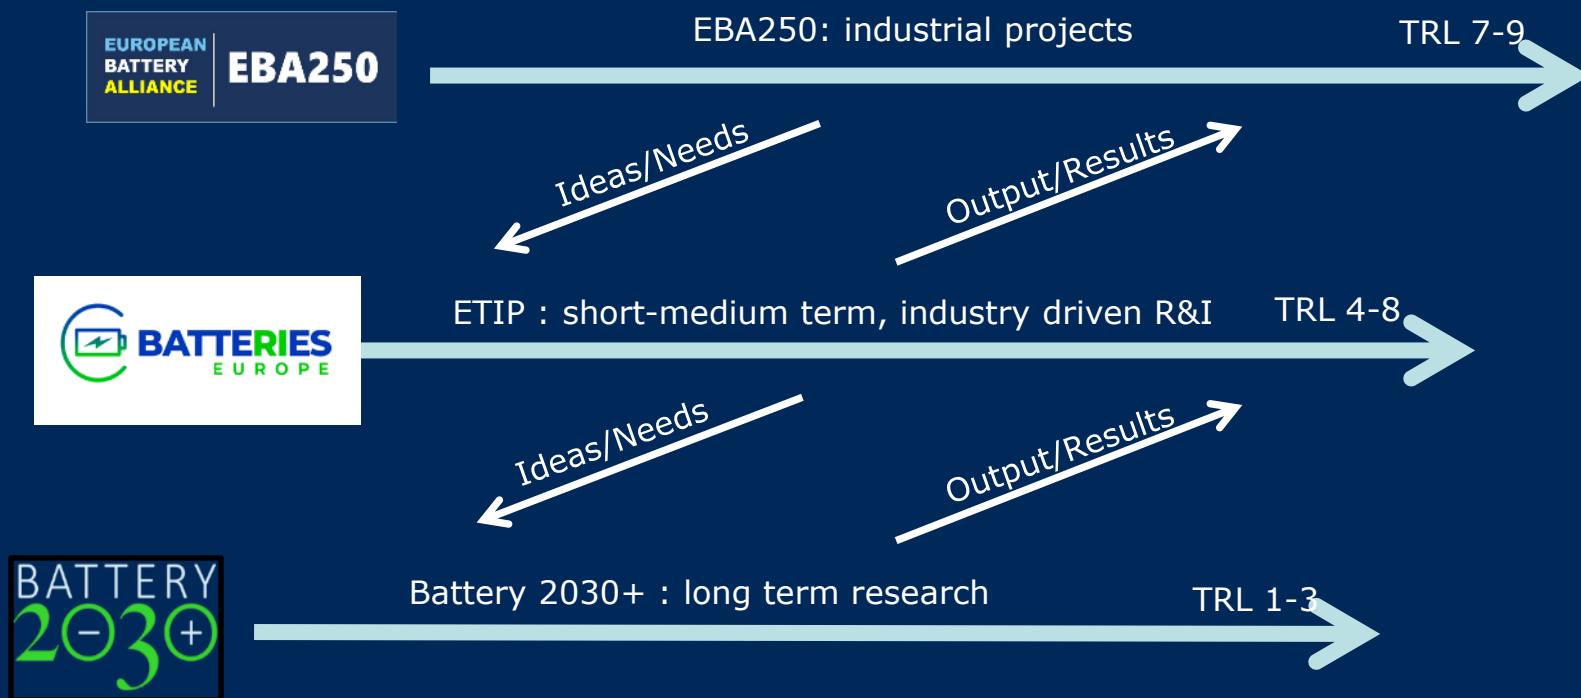 EUROPEAN
BATTERY
ALLIANCE
EBA250
EBA250: industrial projects
TRL 7-9
Ideas/Needs
Output/Results
BATTERIES
EUROPE
ETIP : short-medium term, industry driven R&I
TRL 4-8
Ideas/Needs
Output/Results
BATTERY
2030+
Battery 2030+ : long term research
TRL 1-3